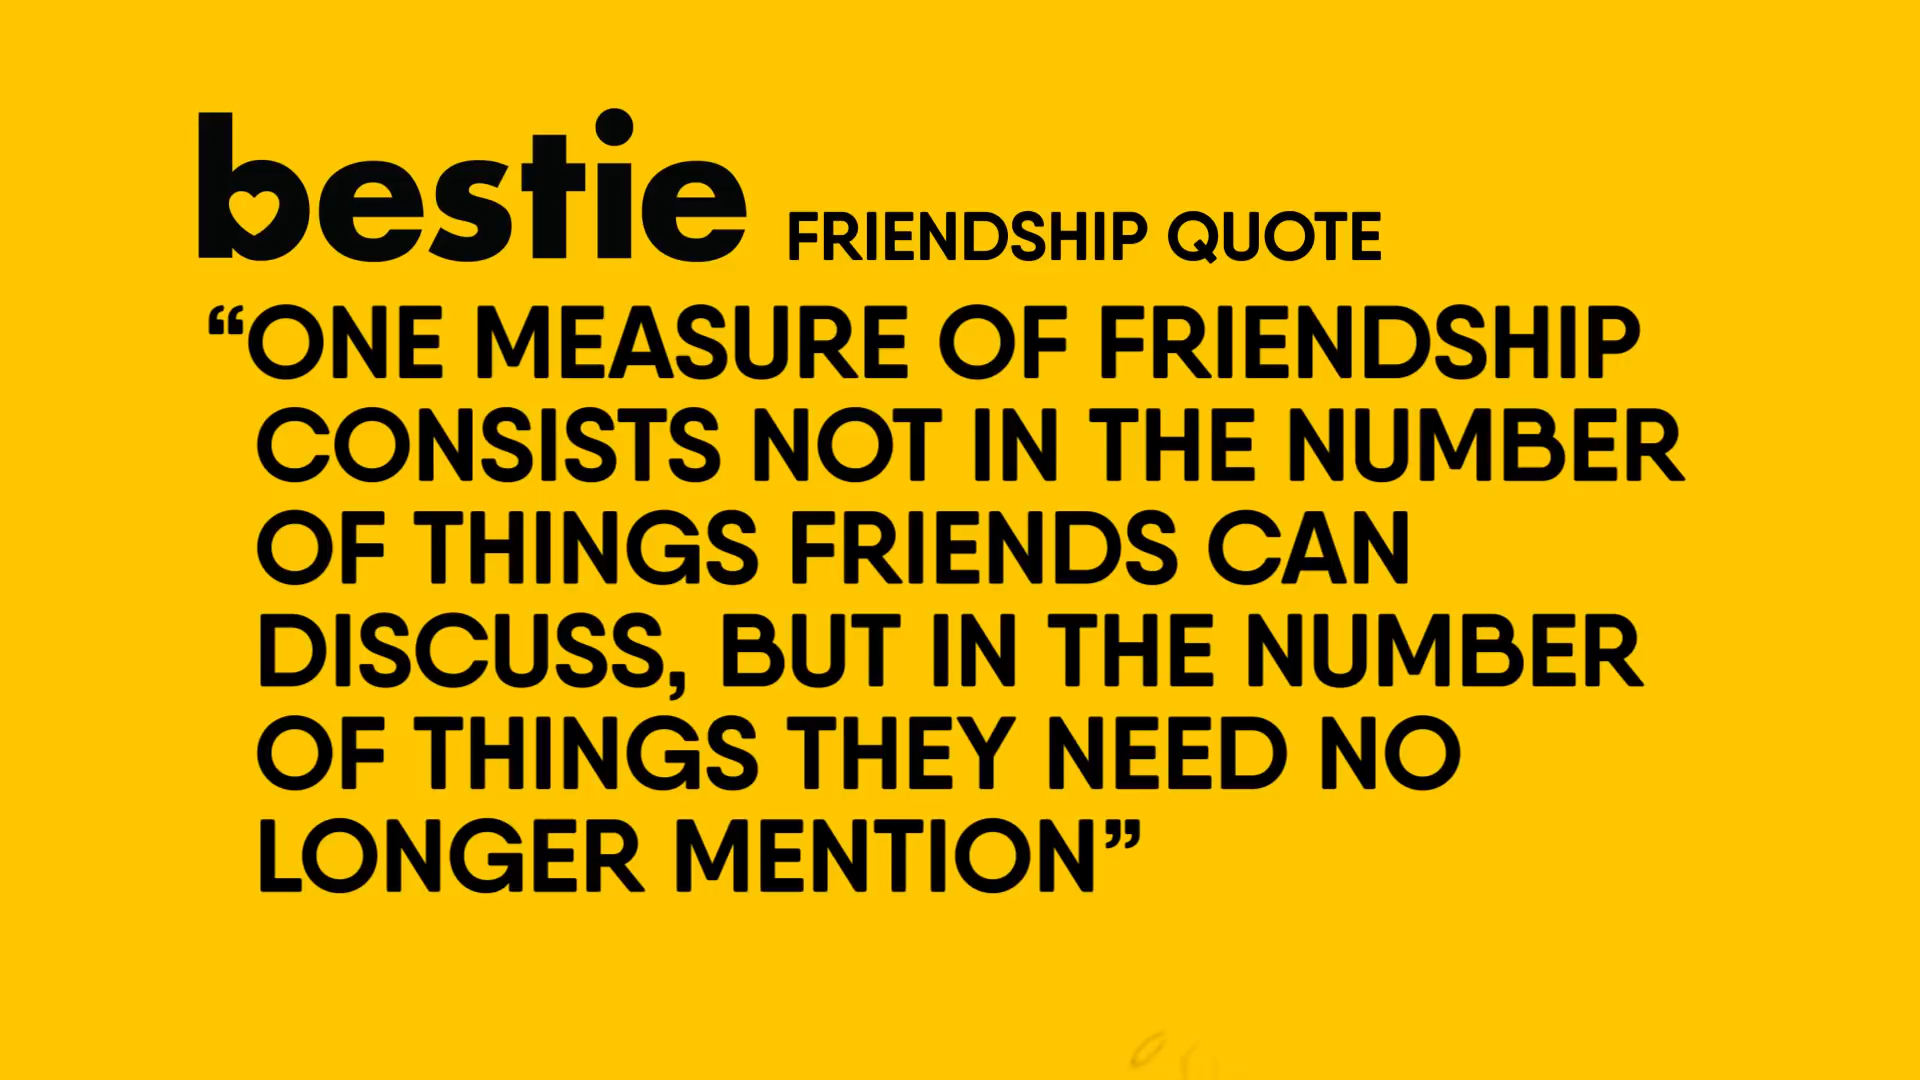 bestie FRIENDSHIP QUOTE
“ONE MEASURE OF FRIENDSHIP
CONSISTS NOT IN THE NUMBER
OF THINGS FRIENDS CAN
DISCUSS, BUT IN THE NUMBER
OF THINGS THEY NEED NO
LONGER MENTION”